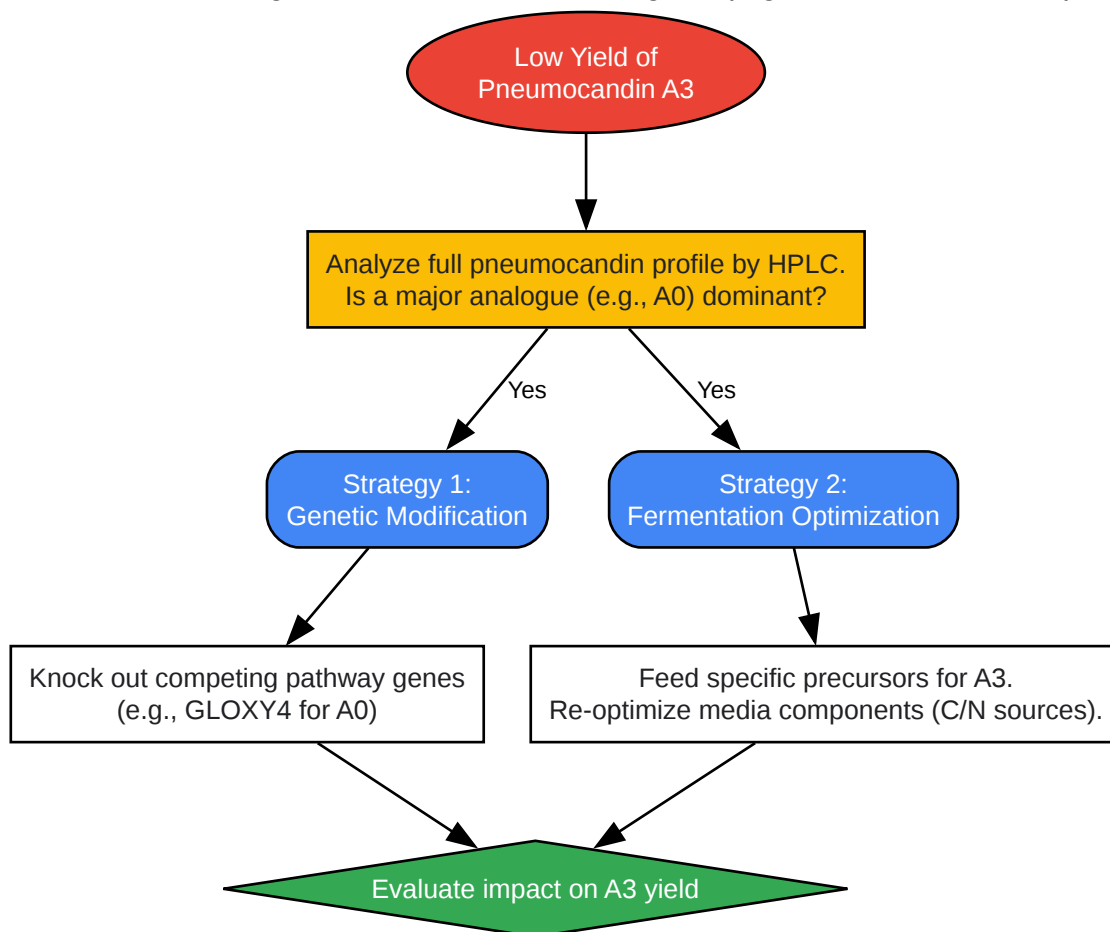 Low Yield of
Pneumocandin A3
Analyze full pneumocandin profile by HPLC.
Is a major analogue (e.g., A0) dominant?
Yes
Yes
Strategy 1:
Genetic Modification
Strategy 2:
Fermentation Optimization
Knock out competing pathway genes
(e.g., GLOXY4 for A0)
Feed specific precursors for A3.
Re-optimize media components (C/N sources).
Evaluate impact on A3 yield